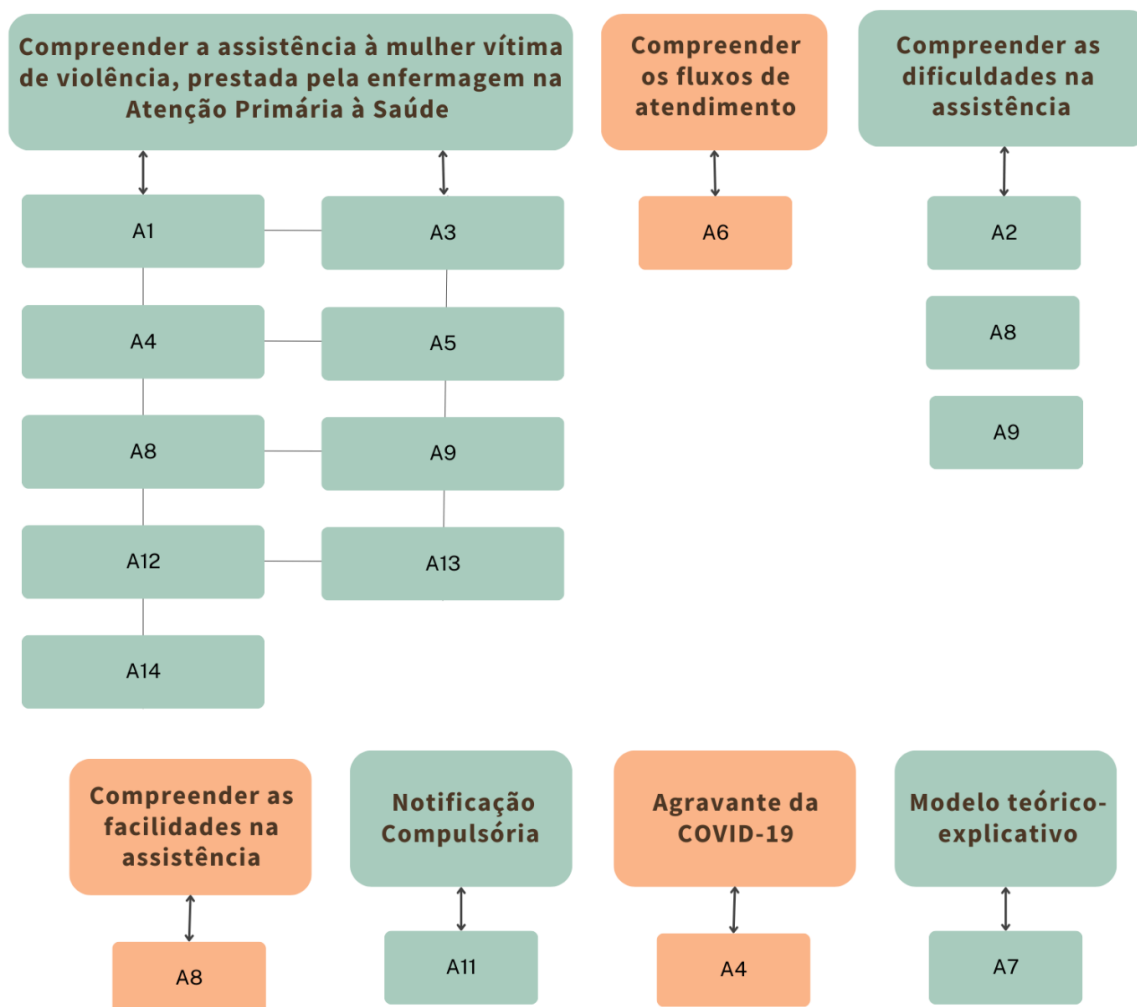 Compreender a assistência à mulher vítima
de violência, prestada pela enfermagem na
Atenção Primária à Saúde
A1
A3
A4
A5
A8
A9
A12
A13
A14
Compreender
os fluxos de
atendimento
A6
Compreender as
dificuldades na
assistência
A2
A8
A9
Compreender as
facilidades na
assistência
A8
Notificação
Compulsória
A11
Agravante da
COVID-19
A4
Modelo teórico-
explicativo
A7